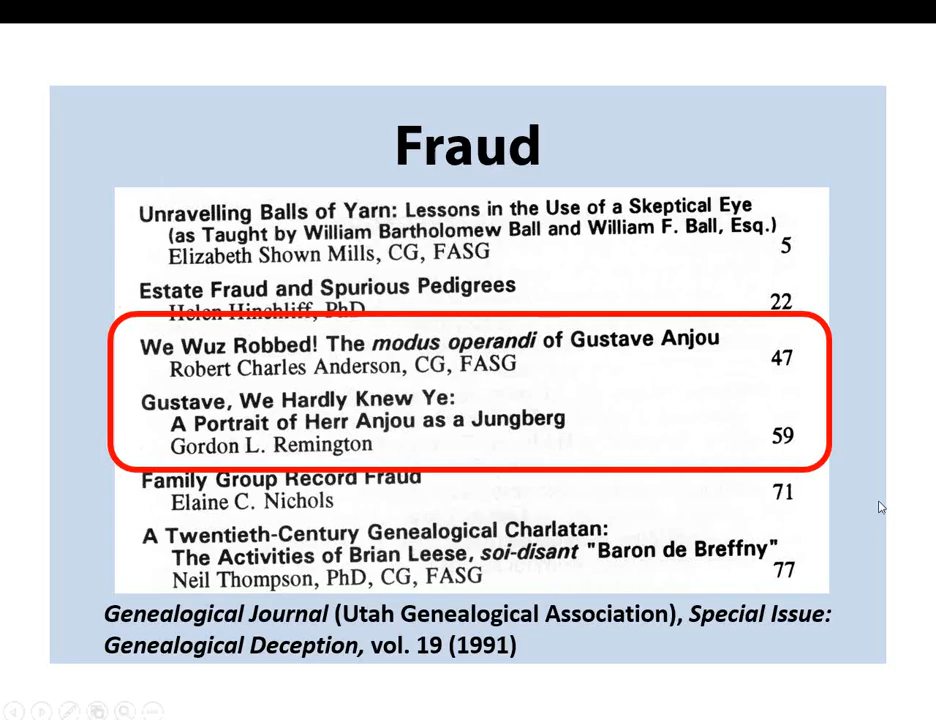 Fraud
Unravelling Balls of Yarn: Lessons in the Use of a Skeptical Eye
(as Taught by William Bartholomew Ball and William F. Ball, Esq.)
Elizabeth Shown Mills, CG, FASG 5
Estate Fraud and Spurious Pedigrees
Helen Hinchliff, PhD 22
We Wuz Robbed! The modus operandi of Gustave Anjou
Robert Charles Anderson, CG, FASG 47
Gustave, We Hardly Knew Ye:
A Portrait of Herr Anjou as a Jungberg
Gordon L. Remington 59
Family Group Record Fraud
Elaine C. Nichols 71
A Twentieth-Century Genealogical Charlatan:
The Activities of Brian Leese, soi-disant "Baron de Breffny"
Neil Thompson, PhD, CG, FASG 77
Genealogical Journal (Utah Genealogical Association), Special Issue:
Genealogical Deception, vol. 19 (1991)